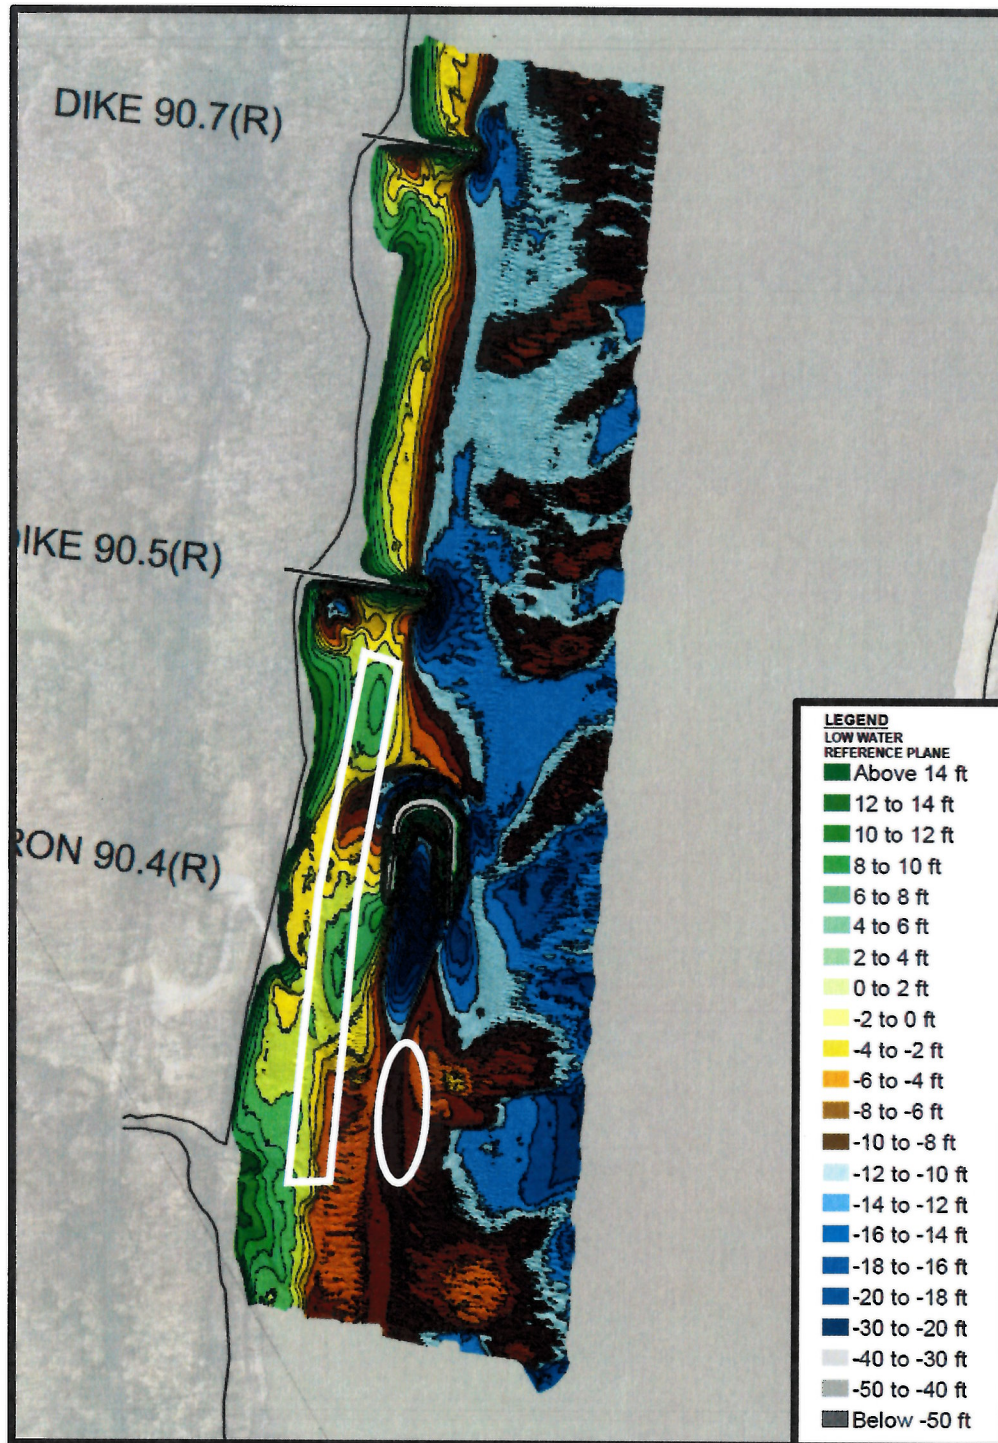 DIKE 90.7(R)
DIKE 90.5(R)
RON 90.4(R)
LEGEND
LOW WATER
REFERENCE PLANE
Above 14 ft
12 to 14 ft
10 to 12 ft
8 to 10 ft
6 to 8 ft
4 to 6 ft
2 to 4 ft
0 to 2 ft
-2 to 0 ft
-4 to -2 ft
-6 to -4 ft
-8 to -6 ft
-10 to -8 ft
-12 to -10 ft
-14 to -12 ft
-16 to -14 ft
-18 to -16 ft
-20 to -18 ft
-30 to -20 ft
-40 to -30 ft
-50 to -40 ft
Below -50 ft